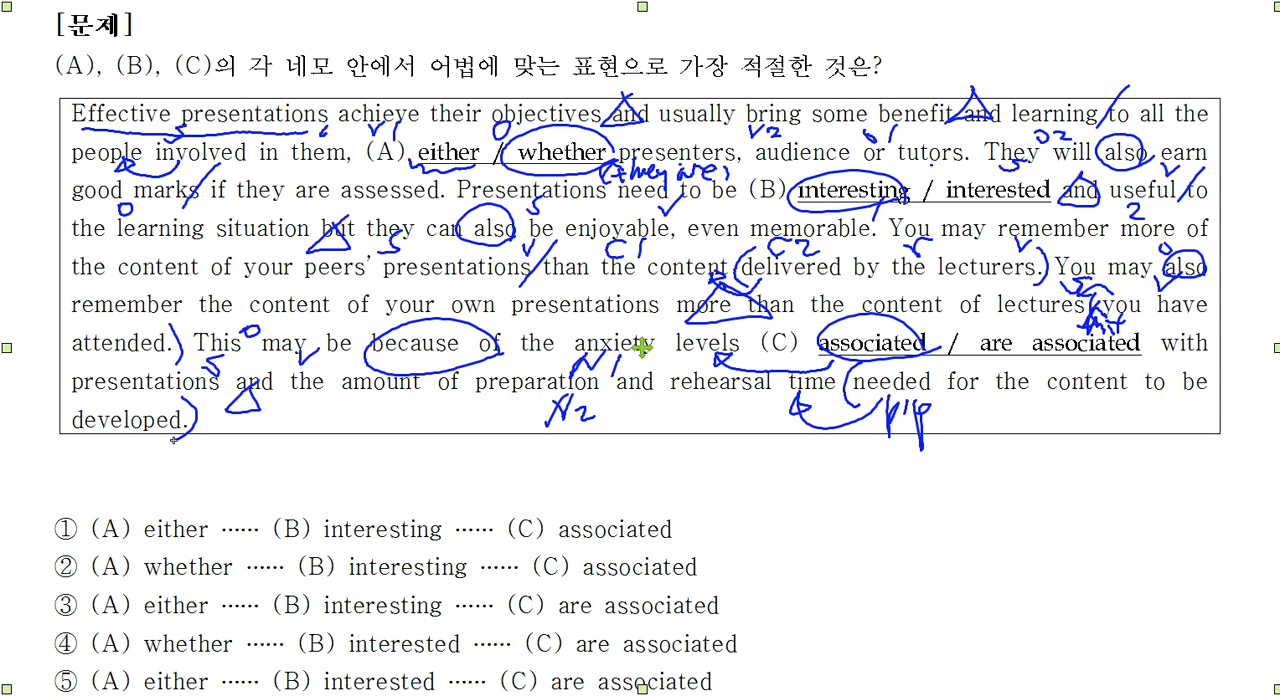 [문제]
(A), (B), (C)의 각 네모 안에서 어법에 맞는 표현으로 가장 적절한 것은?
Effective presentations achieve their objectives and usually bring some benefit and learning to all the
people involved in them, (A) either / whether presenters, audience or tutors. They will also earn
(they are)
good marks if they are assessed. Presentations need to be (B) interesting / interested and useful to
the learning situation but they can also be enjoyable, even memorable. You may remember more of
the content of your peers' presentations than the content delivered by the lecturers. You may also
remember the content of your own presentations more than the content of lectures you have
attended. This may be because of the anxiety levels (C) associated / are associated with
presentations and the amount of preparation and rehearsal time needed for the content to be
developed.
N1
N2
p.p
① (A) either ⋯⋯ (B) interesting ⋯⋯ (C) associated
② (A) whether ⋯⋯ (B) interesting ⋯⋯ (C) associated
③ (A) either ⋯⋯ (B) interesting ⋯⋯ (C) are associated
④ (A) whether ⋯⋯ (B) interested ⋯⋯ (C) are associated
⑤ (A) either ⋯⋯ (B) interested ⋯⋯ (C) are associated